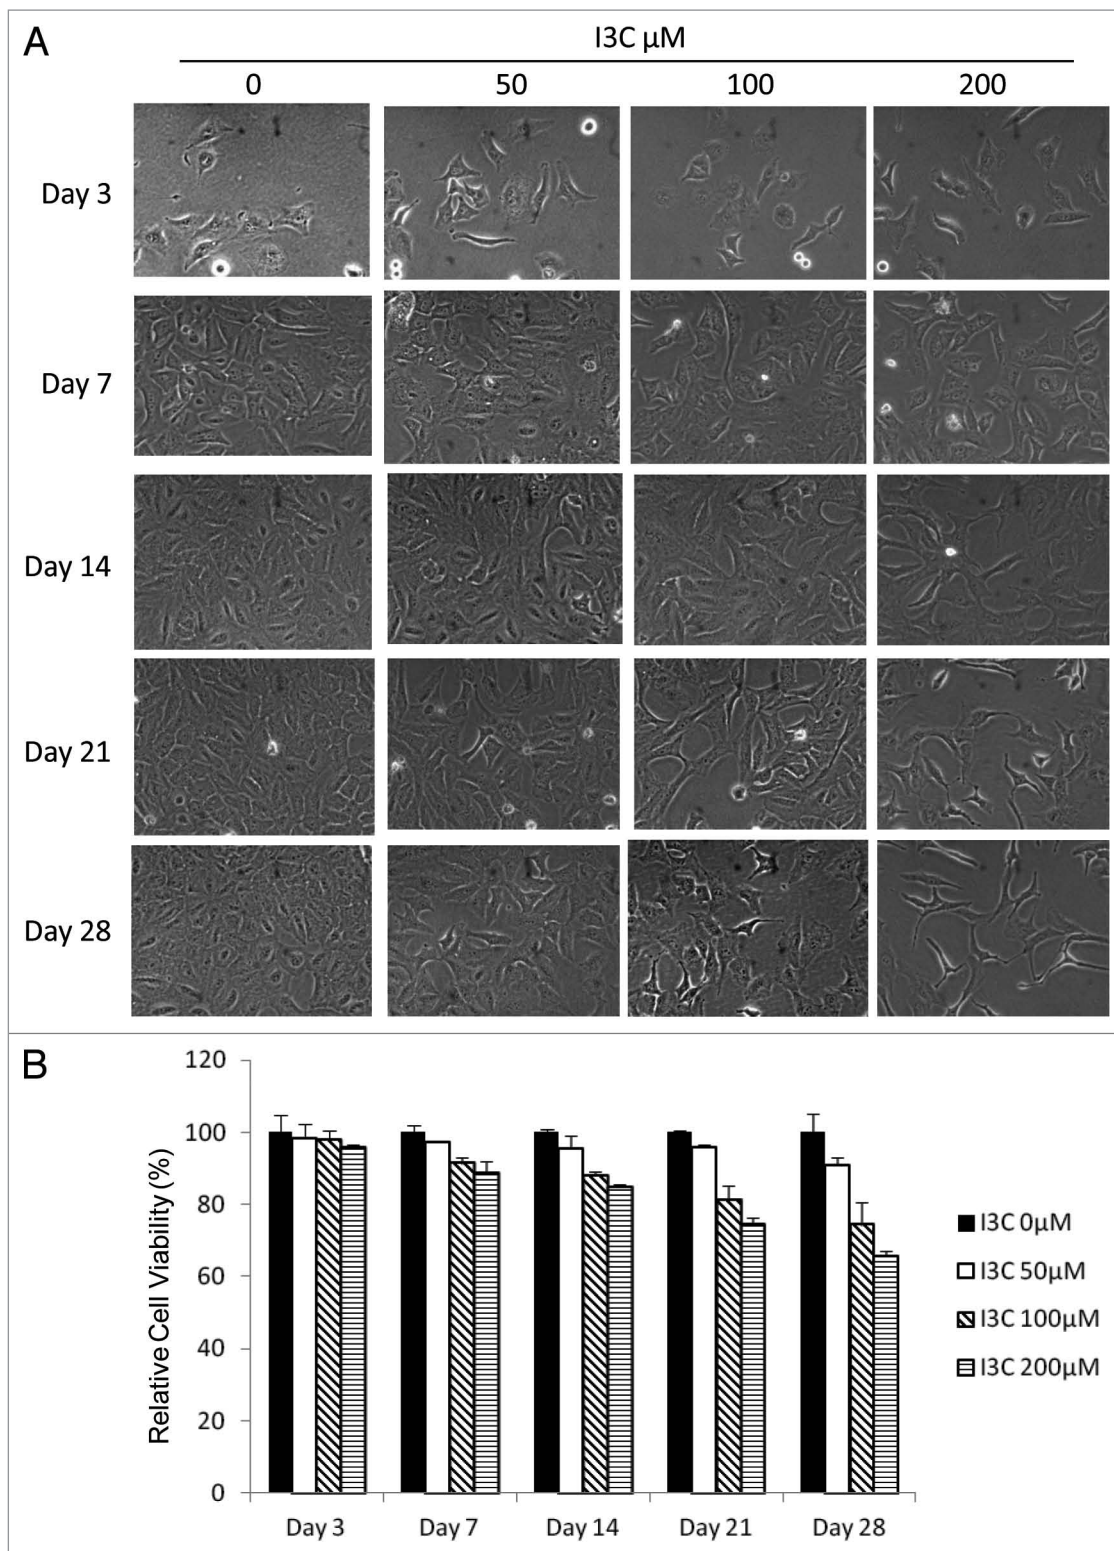 A
I3C µM
0 50 100 200
Day 3
Day 7
Day 14
Day 21
Day 28
B
120
100
80
60
40
20
0
Relative Cell Viability (%)
Day 3 Day 7 Day 14 Day 21 Day 28
I3C 0µM
I3C 50µM
I3C 100µM
I3C 200µM